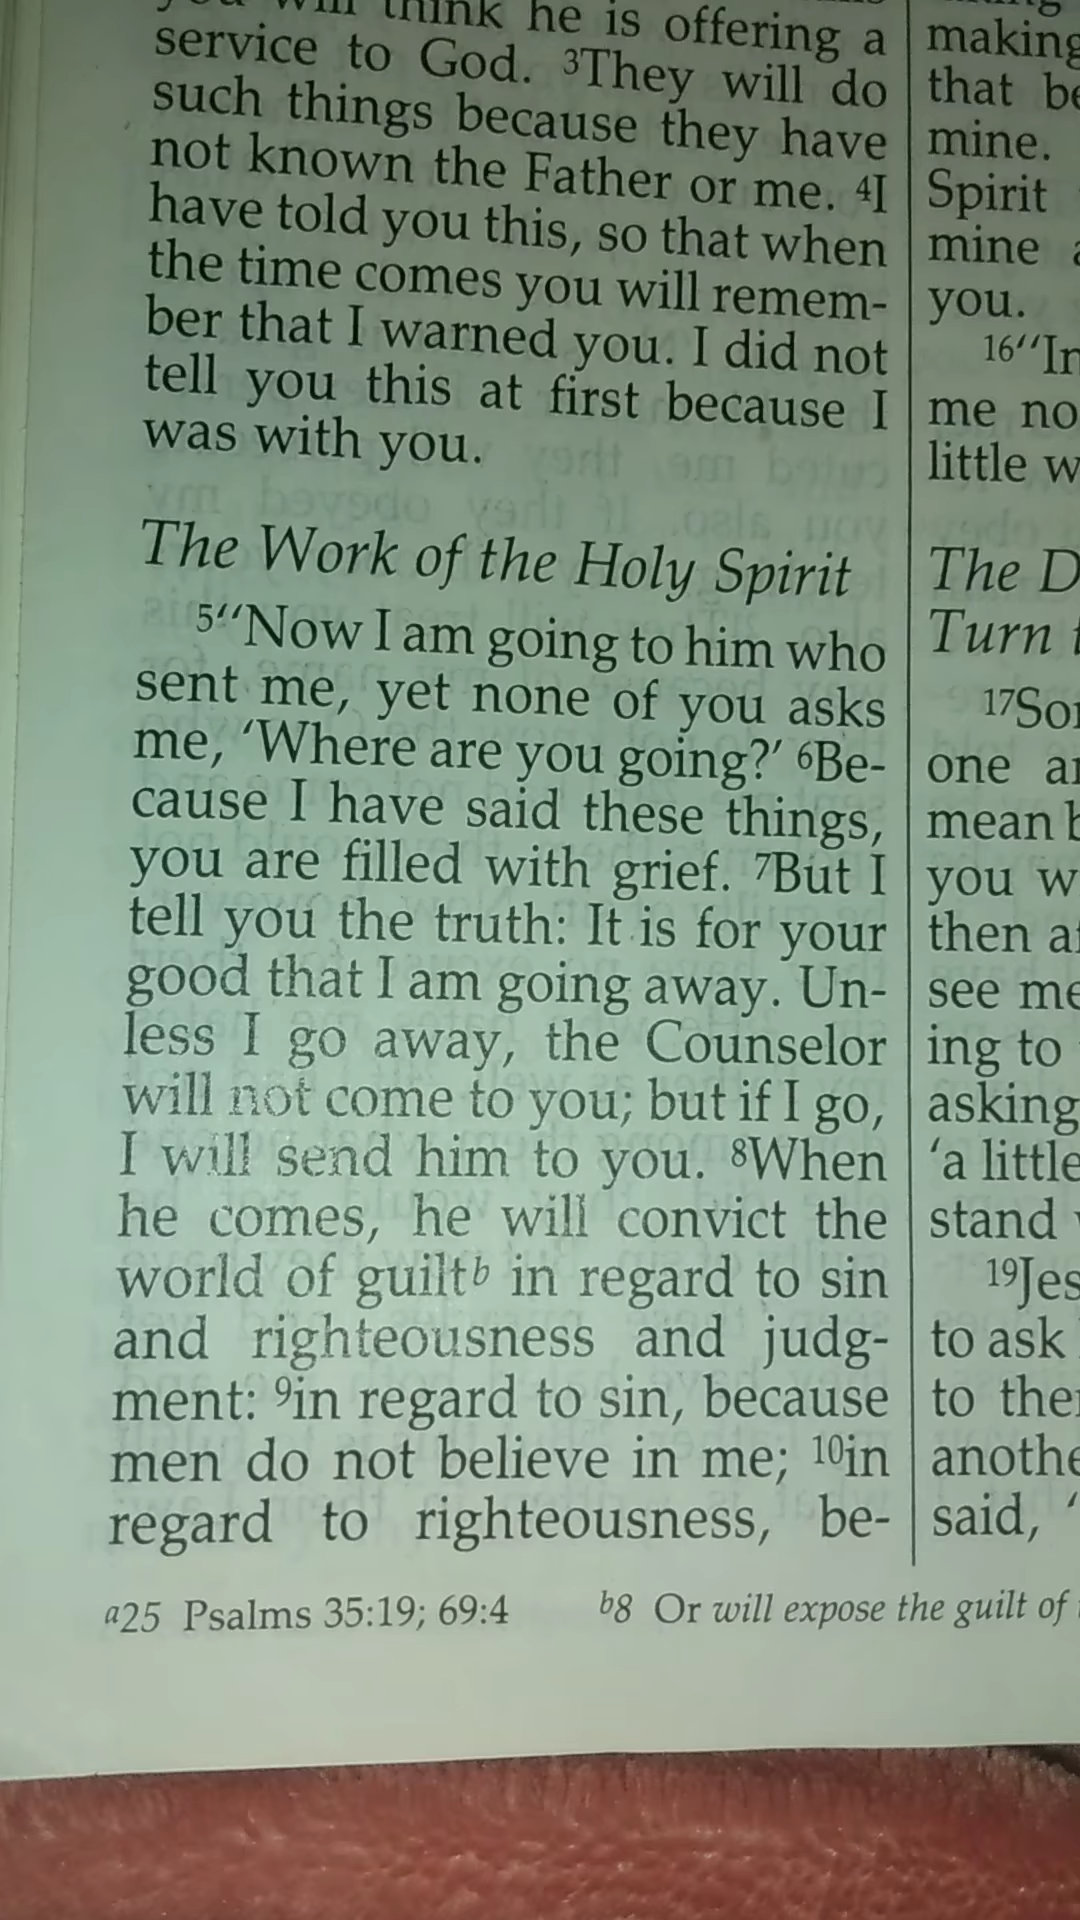 will think he is offering a
service to God. ³They will do
such things because they have
not known the Father or me. ⁴I
have told you this, so that when
the time comes you will remem-
ber that I warned you. I did not
tell you this at first because I
was with you.
The Work of the Holy Spirit
⁵“Now I am going to him who
sent me, yet none of you asks
me, ‘Where are you going?’ ⁶Be-
cause I have said these things,
you are filled with grief. ⁷But I
tell you the truth: It is for your
good that I am going away. Un-
less I go away, the Counselor
will not come to you; but if I go,
I will send him to you. ⁸When
he comes, he will convict the
world of guiltᵇ in regard to sin
and righteousness and judg-
ment: ⁹in regard to sin, because
men do not believe in me; ¹⁰in
regard to righteousness, be-
making
that
mine.
Spirit
mine
you.
¹⁶“
me
little
The
Turn
¹⁷
one
mean
you
then
see
ing to
asking
‘a little
stand
¹⁹
to ask
to
said, ‘
ᵃ25 Psalms 35:19; 69:4 ᵇ8 Or will expose the guilt of